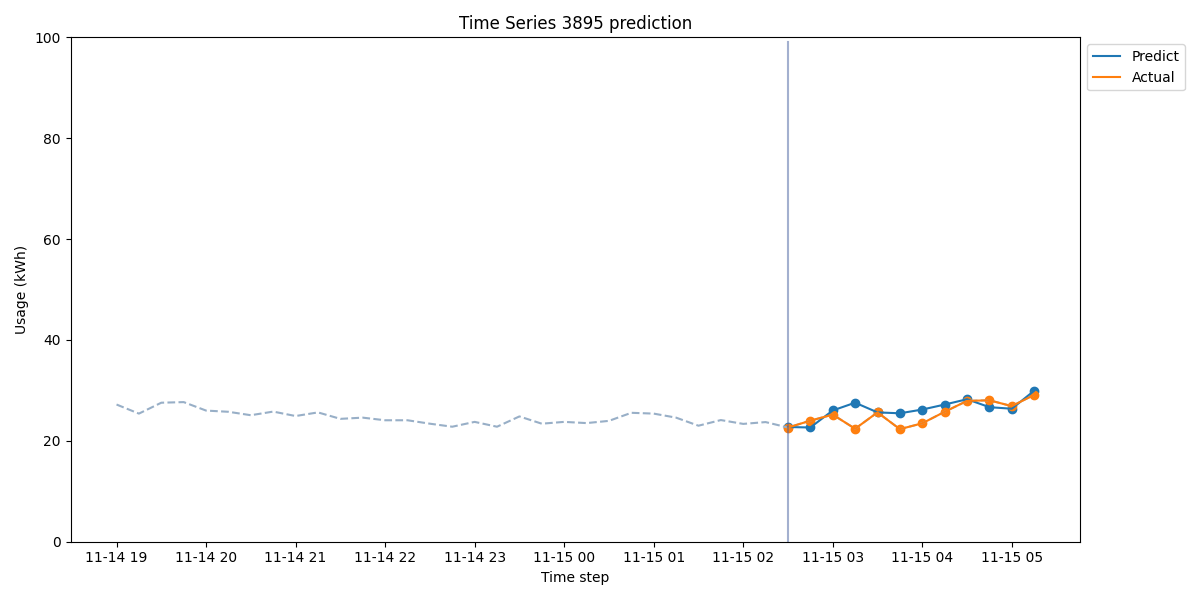 Time Series 3895 prediction
Predict
Actual
Usage (kWh)
100
80
60
40
20
0
11-14 19 11-14 20 11-14 21 11-14 22 11-14 23 11-15 00 11-15 01 11-15 02 11-15 03 11-15 04 11-15 05
Time step